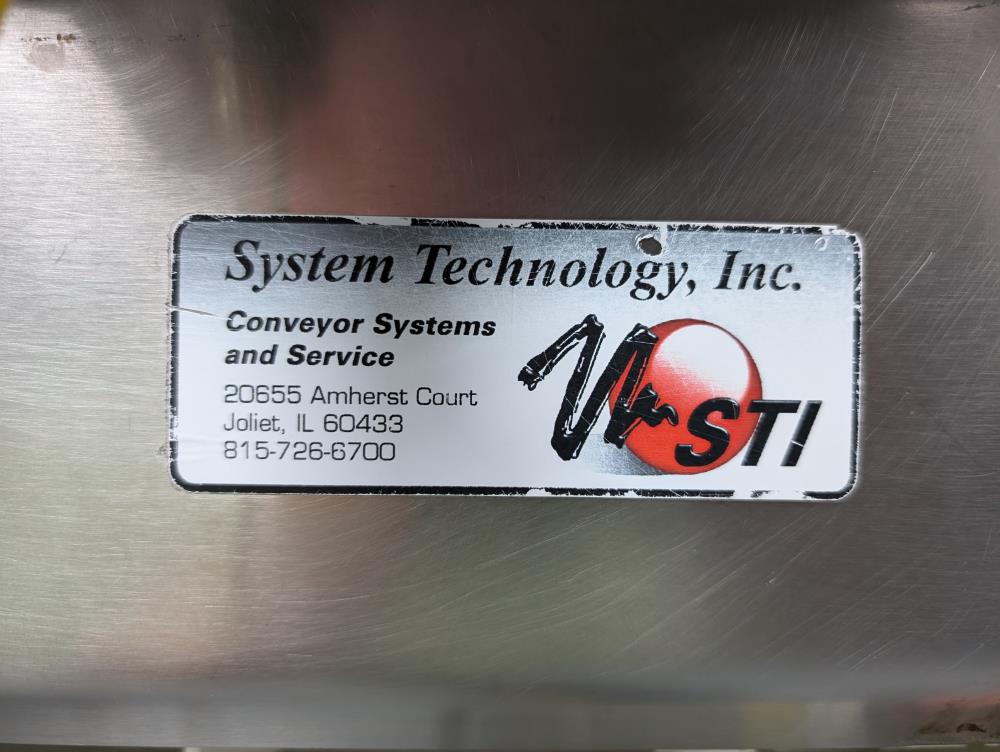 System Technology, Inc.
Conveyor Systems
and Service
20655 Amherst Court
Joliet, IL 60433
815-726-6700
STI